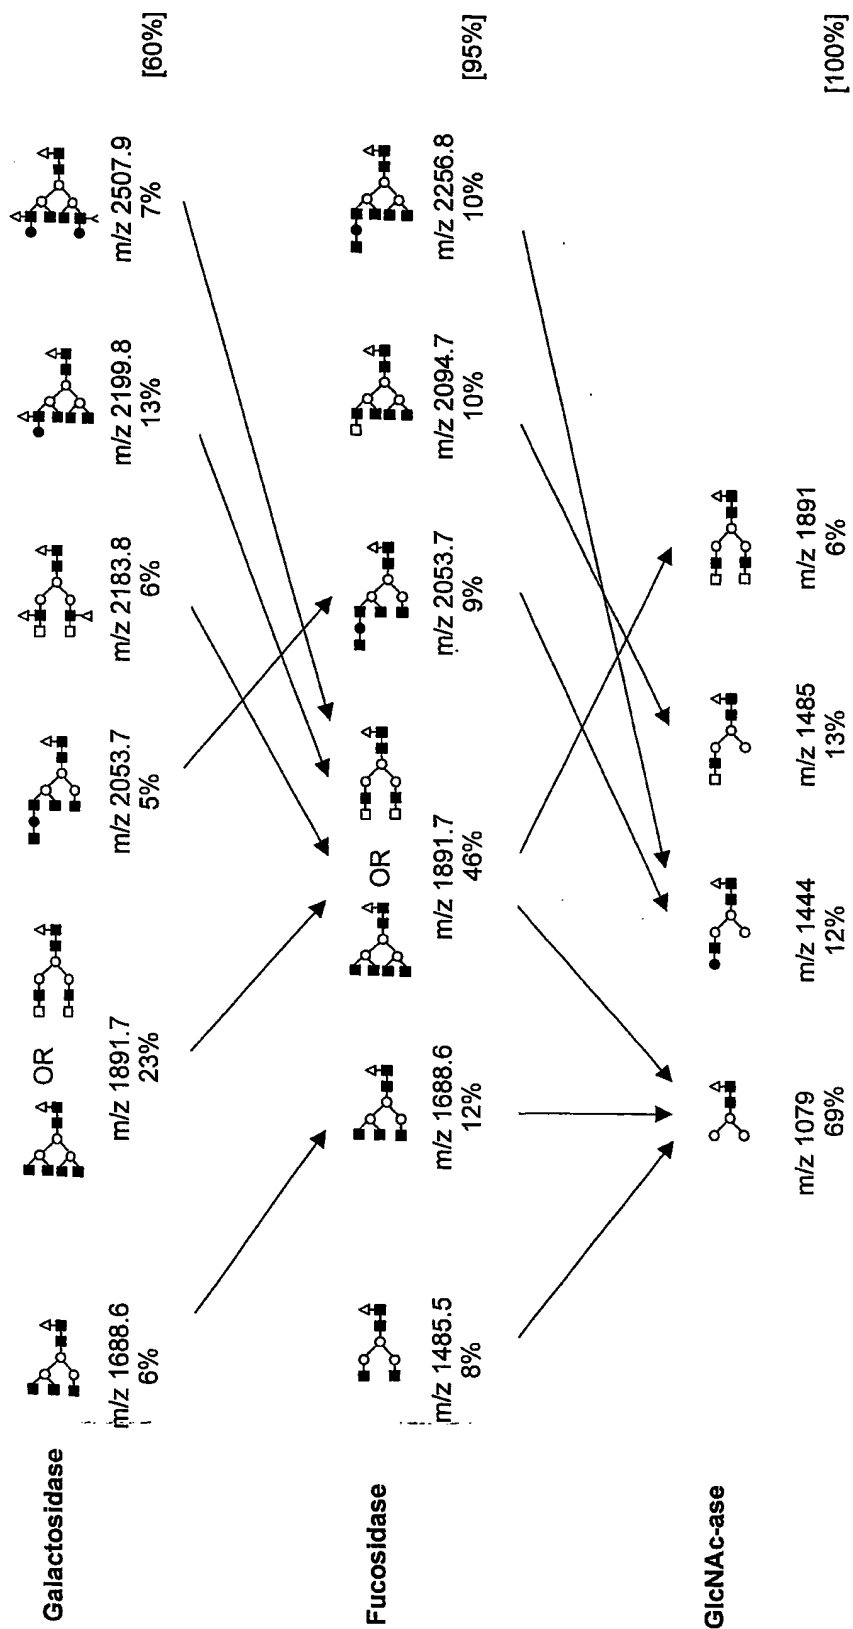 Galactosidase
OR
m/z 1688.6
6%
m/z 1891.7
23%
m/z 2053.7
5%
m/z 2183.8
6%
m/z 2199.8
13%
m/z 2507.9
7%
[60%]
Fucosidase
OR
m/z 1485.5
8%
m/z 1688.6
12%
m/z 1891.7
46%
m/z 2053.7
9%
m/z 2094.7
10%
m/z 2256.8
10%
[95%]
GlcNAc-ase
m/z 1079
69%
m/z 1444
12%
m/z 1485
13%
m/z 1891
6%
[100%]